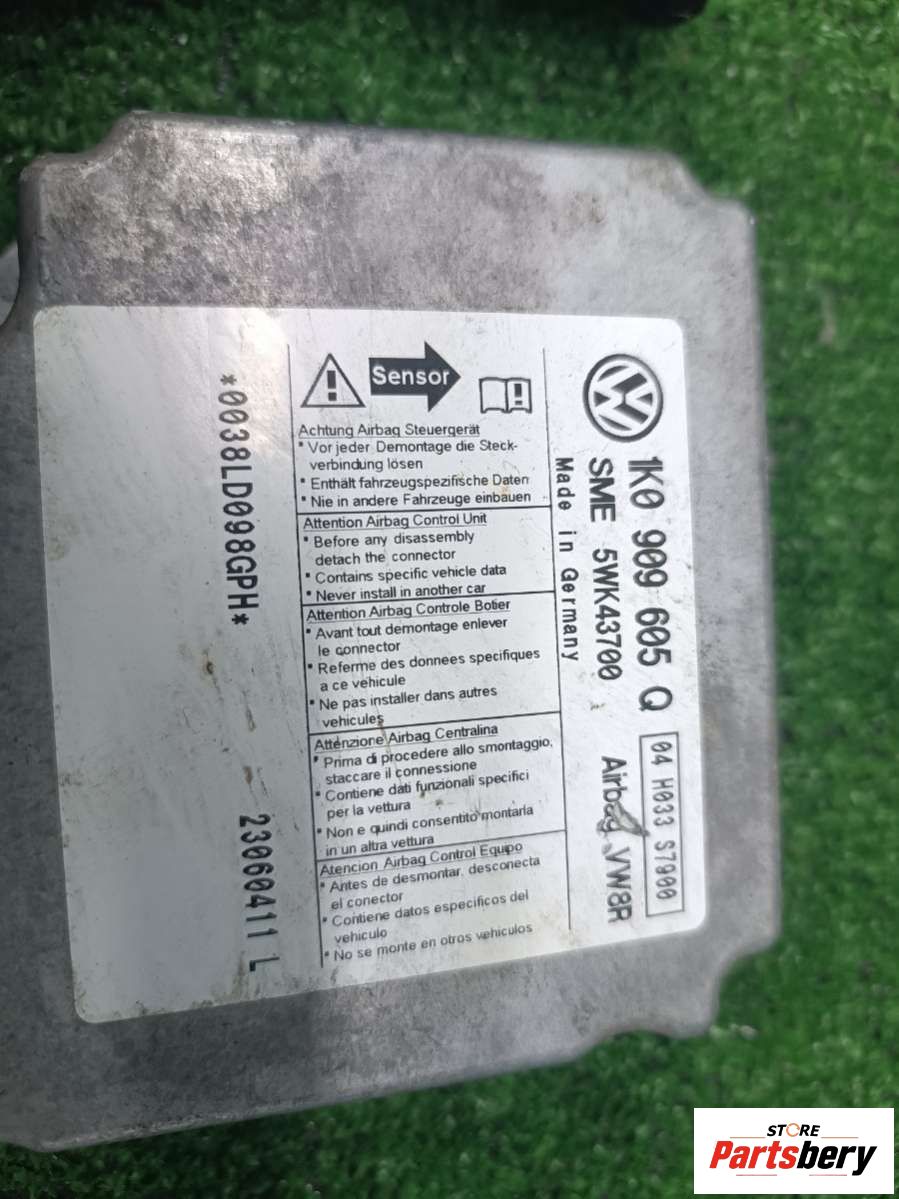 1K0 909 605 Q
04 H033 S7900
SME 5WK43700
Airbag VW8R
Made in Germany
Sensor
Achtung Airbag Steuergerät
* Vor jeder Demontage die Steck-
verbindung lösen
* Enthält fahrzeugspezifische Daten
* Nie in andere Fahrzeuge einbauen
Attention Airbag Control Unit
* Before any disassembly
detach the connector
* Contains specific vehicle data
* Never install in another car
Attention Airbag Controle Botier
* Avant tout demontage enlever
le connector
* Referme des donnees specifiques
a ce vehicule
* Ne pas installer dans autres
vehicules
Attenzione Airbag Centralina
* Prima di procedere allo smontaggio,
staccare il connessione
* Contiene dati funzionali specifici
per la vettura
* Non e quindi consentito montarla
in un altra vettura
Atencion Airbag Control Equipo
* Antes de desmontar, desconecta
el conector
* Contiene datos especificos del
vehiculo
* No se monte en otros vehiculos
*0038LD098GPH*
23060411 L
STORE
Partsbery